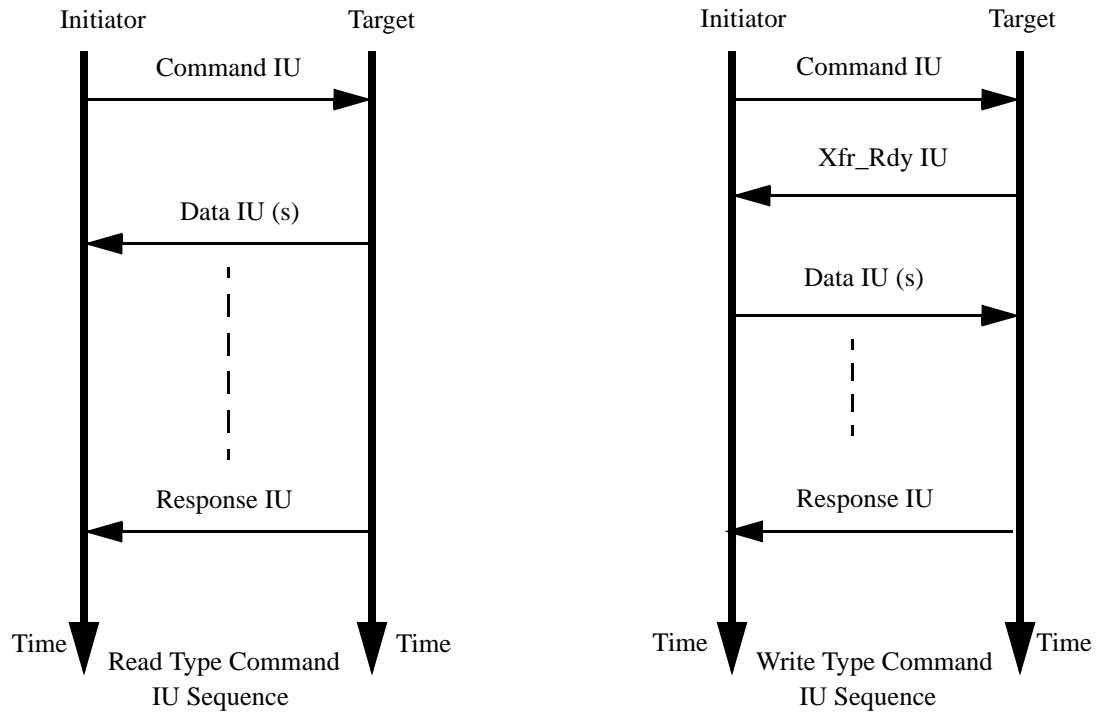 Initiator
Target
Command IU
Data IU (s)
Response IU
Time
Time
Read Type Command
IU Sequence
Initiator
Target
Command IU
Xfr_Rdy IU
Data IU (s)
Response IU
Time
Time
Write Type Command
IU Sequence